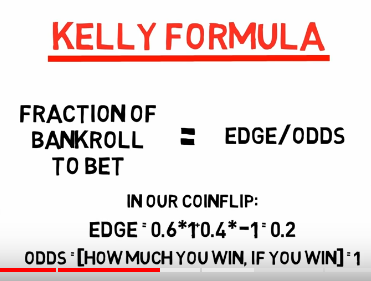 KELLY FORMULA
FRACTION OF
BANKROLL
TO BET
=
EDGE/ODDS
IN OUR COINFLIP:
EDGE = 0.6*1+0.4*-1 = 0.2
ODDS = [HOW MUCH YOU WIN, IF YOU WIN] = 1